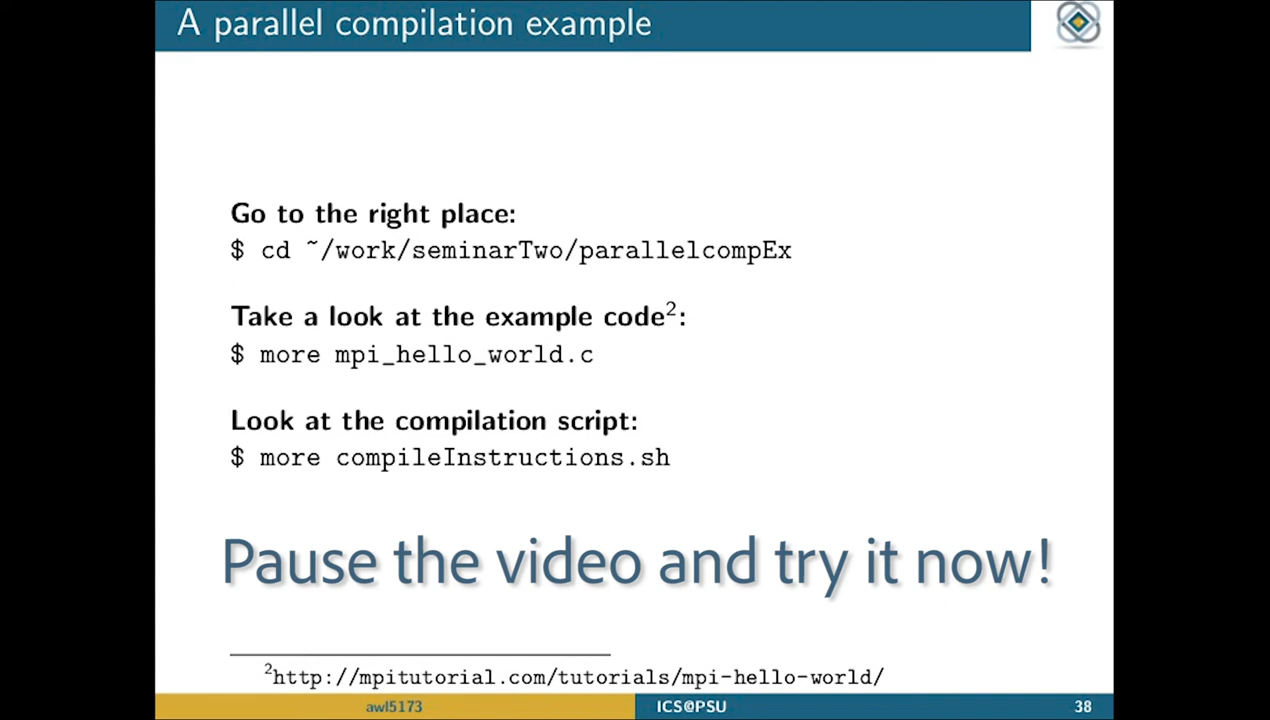 A parallel compilation example
Go to the right place:
$ cd ~/work/seminarTwo/parallelcompEx
Take a look at the example code²:
$ more mpi_hello_world.c
Look at the compilation script:
$ more compileInstructions.sh
Pause the video and try it now!
²http://mpitutorial.com/tutorials/mpi-hello-world/
awl5173 ICS@PSU 38